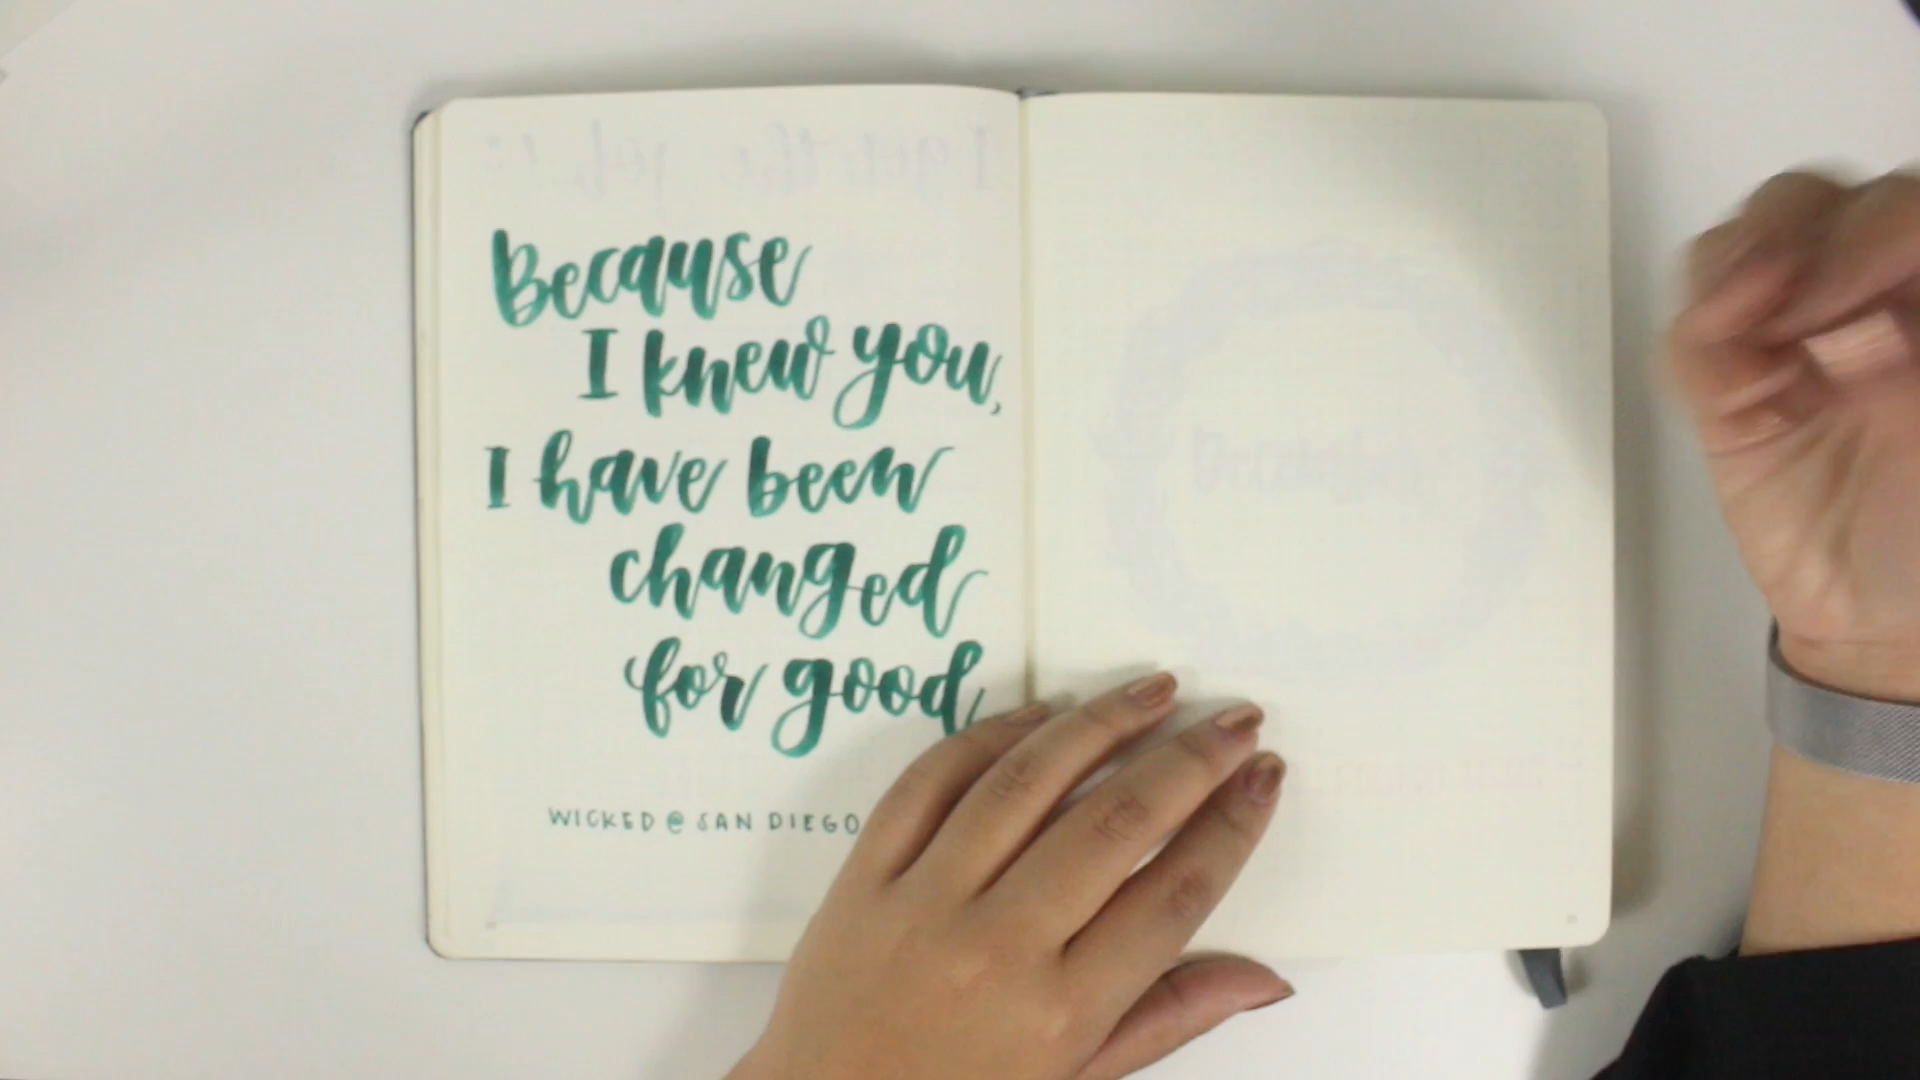 Because
I knew you,
I have been
changed
for good
WICKED @ SAN DIEGO